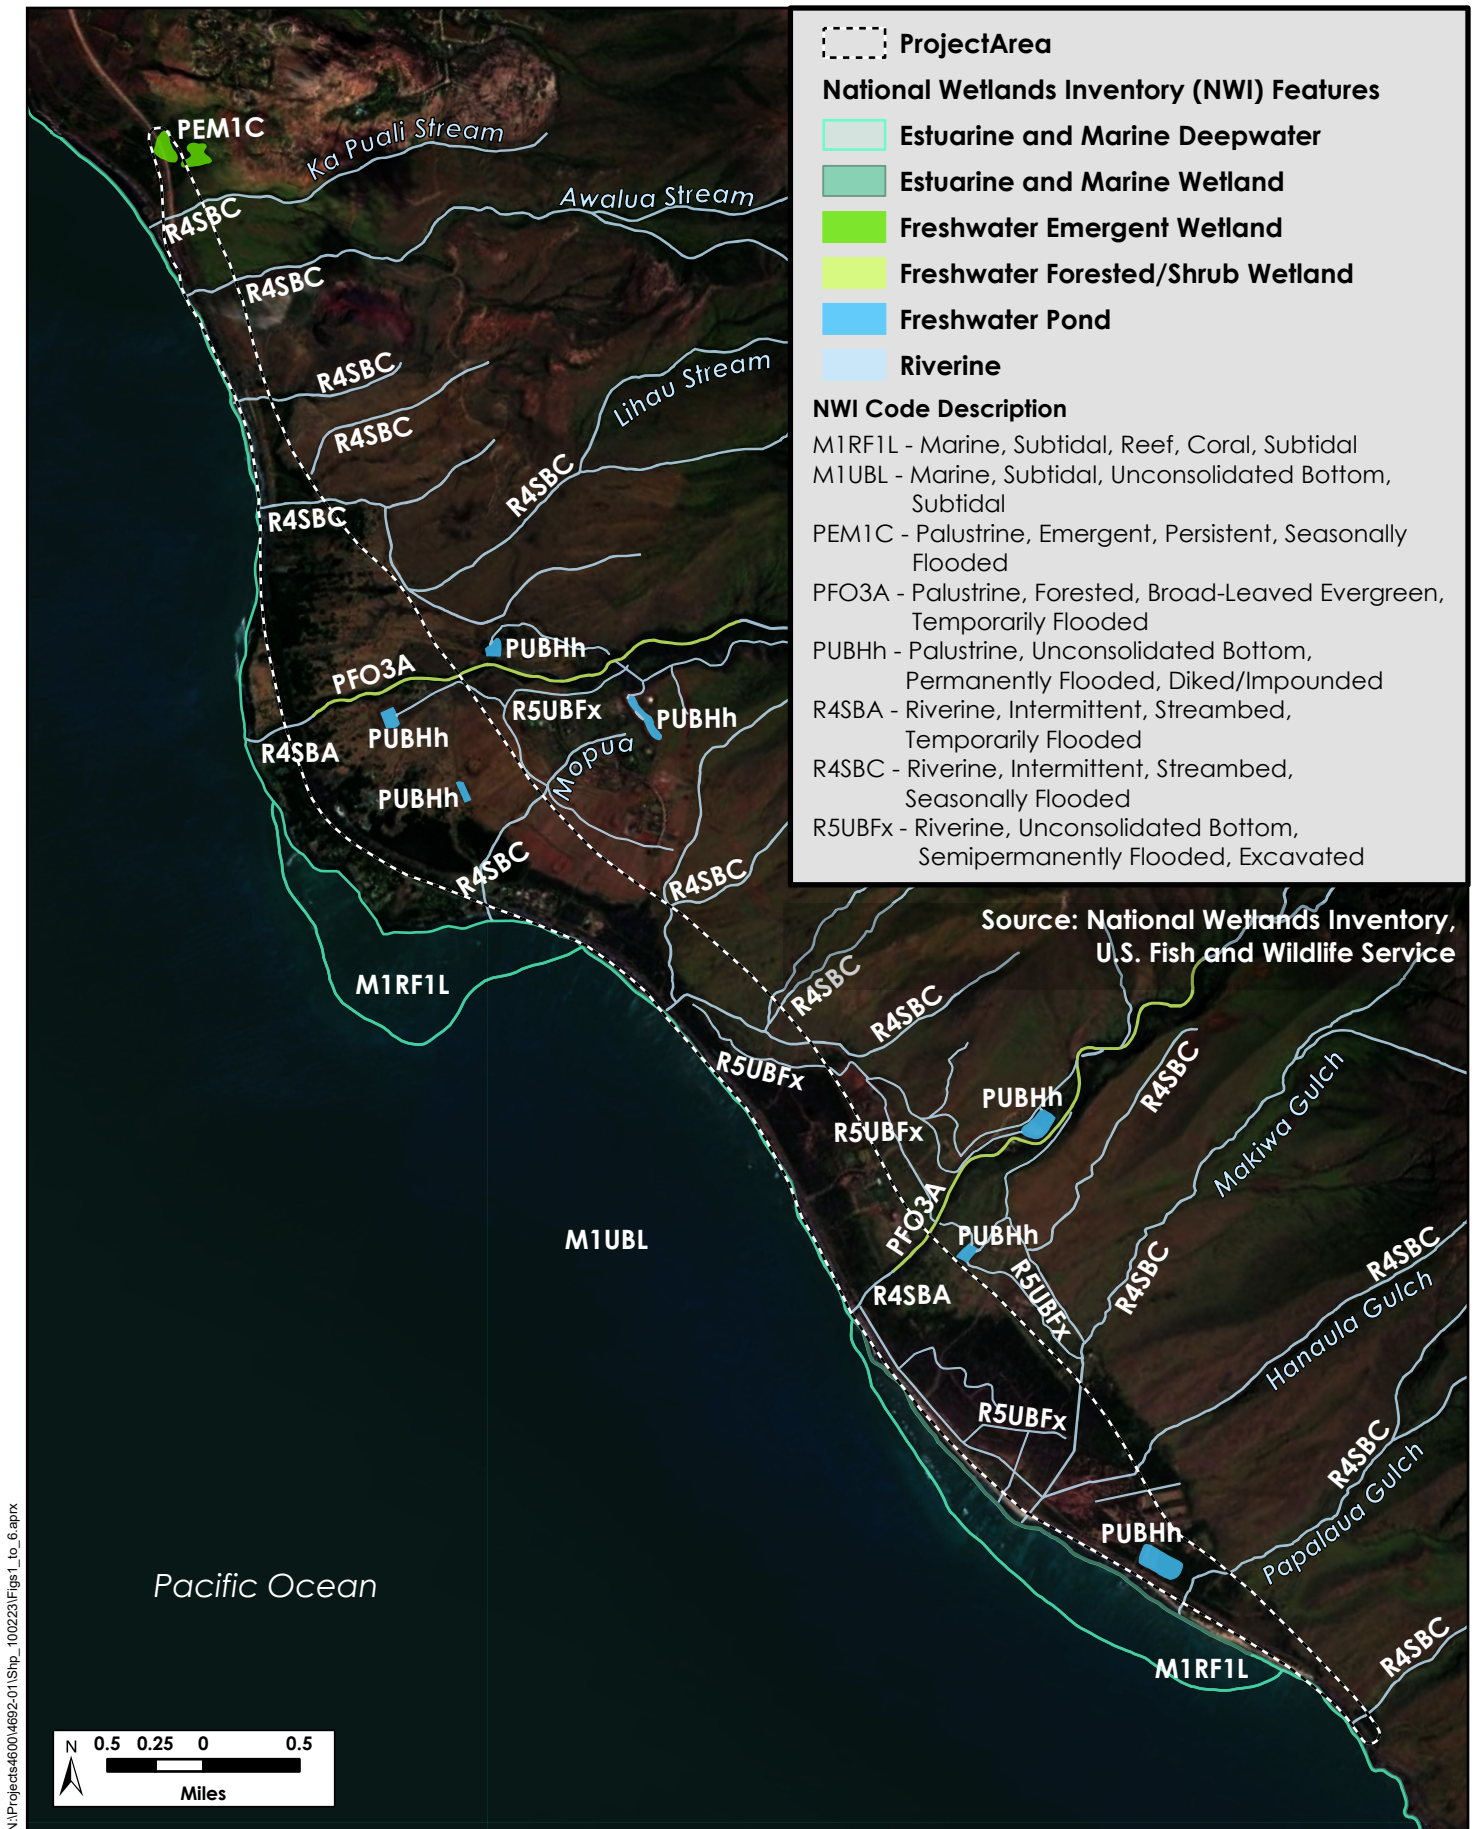 ProjectArea
National Wetlands Inventory (NWI) Features
Estuarine and Marine Deepwater
Estuarine and Marine Wetland
Freshwater Emergent Wetland
Freshwater Forested/Shrub Wetland
Freshwater Pond
Riverine
NWI Code Description
M1RF1L - Marine, Subtidal, Reef, Coral, Subtidal
M1UBL - Marine, Subtidal, Unconsolidated Bottom,
Subtidal
PEM1C - Palustrine, Emergent, Persistent, Seasonally
Flooded
PFO3A - Palustrine, Forested, Broad-Leaved Evergreen,
Temporarily Flooded
PUBHh - Palustrine, Unconsolidated Bottom,
Permanently Flooded, Diked/Impounded
R4SBA - Riverine, Intermittent, Streambed,
Temporarily Flooded
R4SBC - Riverine, Intermittent, Streambed,
Seasonally Flooded
R5UBFx - Riverine, Unconsolidated Bottom,
Semipermanently Flooded, Excavated
Source: National Wetlands Inventory,
U.S. Fish and Wildlife Service
PEM1C
Ka Puali Stream
R4SBC
Awalua Stream
R4SBC
R4SBC
Lihau Stream
R4SBC
R4SBC
R4SBC
PUBHh
PFO3A
R5UBFx
PUBHh
PUBHh
R4SBA
Mopua
PUBHh
R4SBC
R4SBC
M1RF1L
R4SBC
R4SBC
R5UBFx
R4SBC
PUBHh
R5UBFx
Makiwa Gulch
PFO3A
M1UBL
PUBHh
R4SBC
R4SBC
R5UBFx
R4SBA
Hanaula Gulch
R5UBFx
R4SBC
Papalaua Gulch
PUBHh
R4SBC
M1RF1L
Pacific Ocean
N
0.5 0.25 0 0.5
Miles
N:\Projects4600\4692-01\Shp_100223\Figs1_to_6.aprx